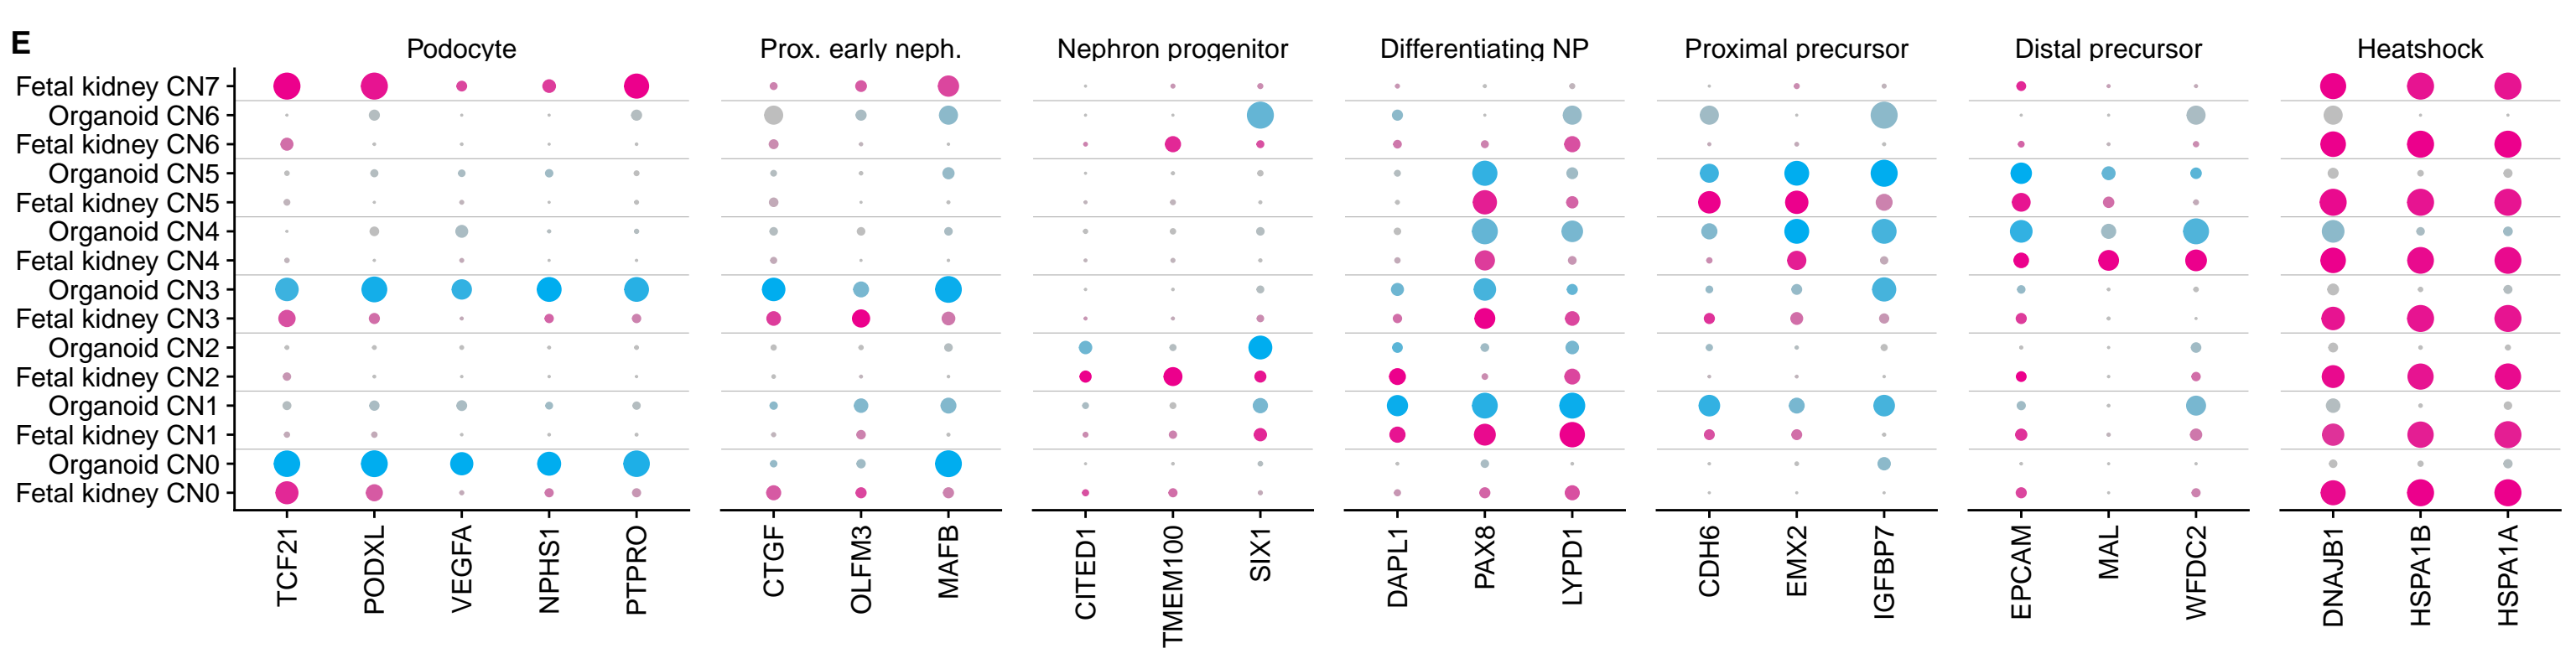 E
Podocyte
Prox. early neph.
Nephron progenitor
Differentiating NP
Proximal precursor
Distal precursor
Heatshock
Fetal kidney CN7
Organoid CN6
Fetal kidney CN6
Organoid CN5
Fetal kidney CN5
Organoid CN4
Fetal kidney CN4
Organoid CN3
Fetal kidney CN3
Organoid CN2
Fetal kidney CN2
Organoid CN1
Fetal kidney CN1
Organoid CN0
Fetal kidney CN0
TCF21
PODXL
VEGFA
NPHS1
PTPRO
CTGF
OLFM3
MAFB
CITED1
TMEM100
SIX1
DAPL1
PAX8
LYPD1
CDH6
EMX2
IGFBP7
EPCAM
MAL
WFDC2
DNAJB1
HSPA1B
HSPA1A